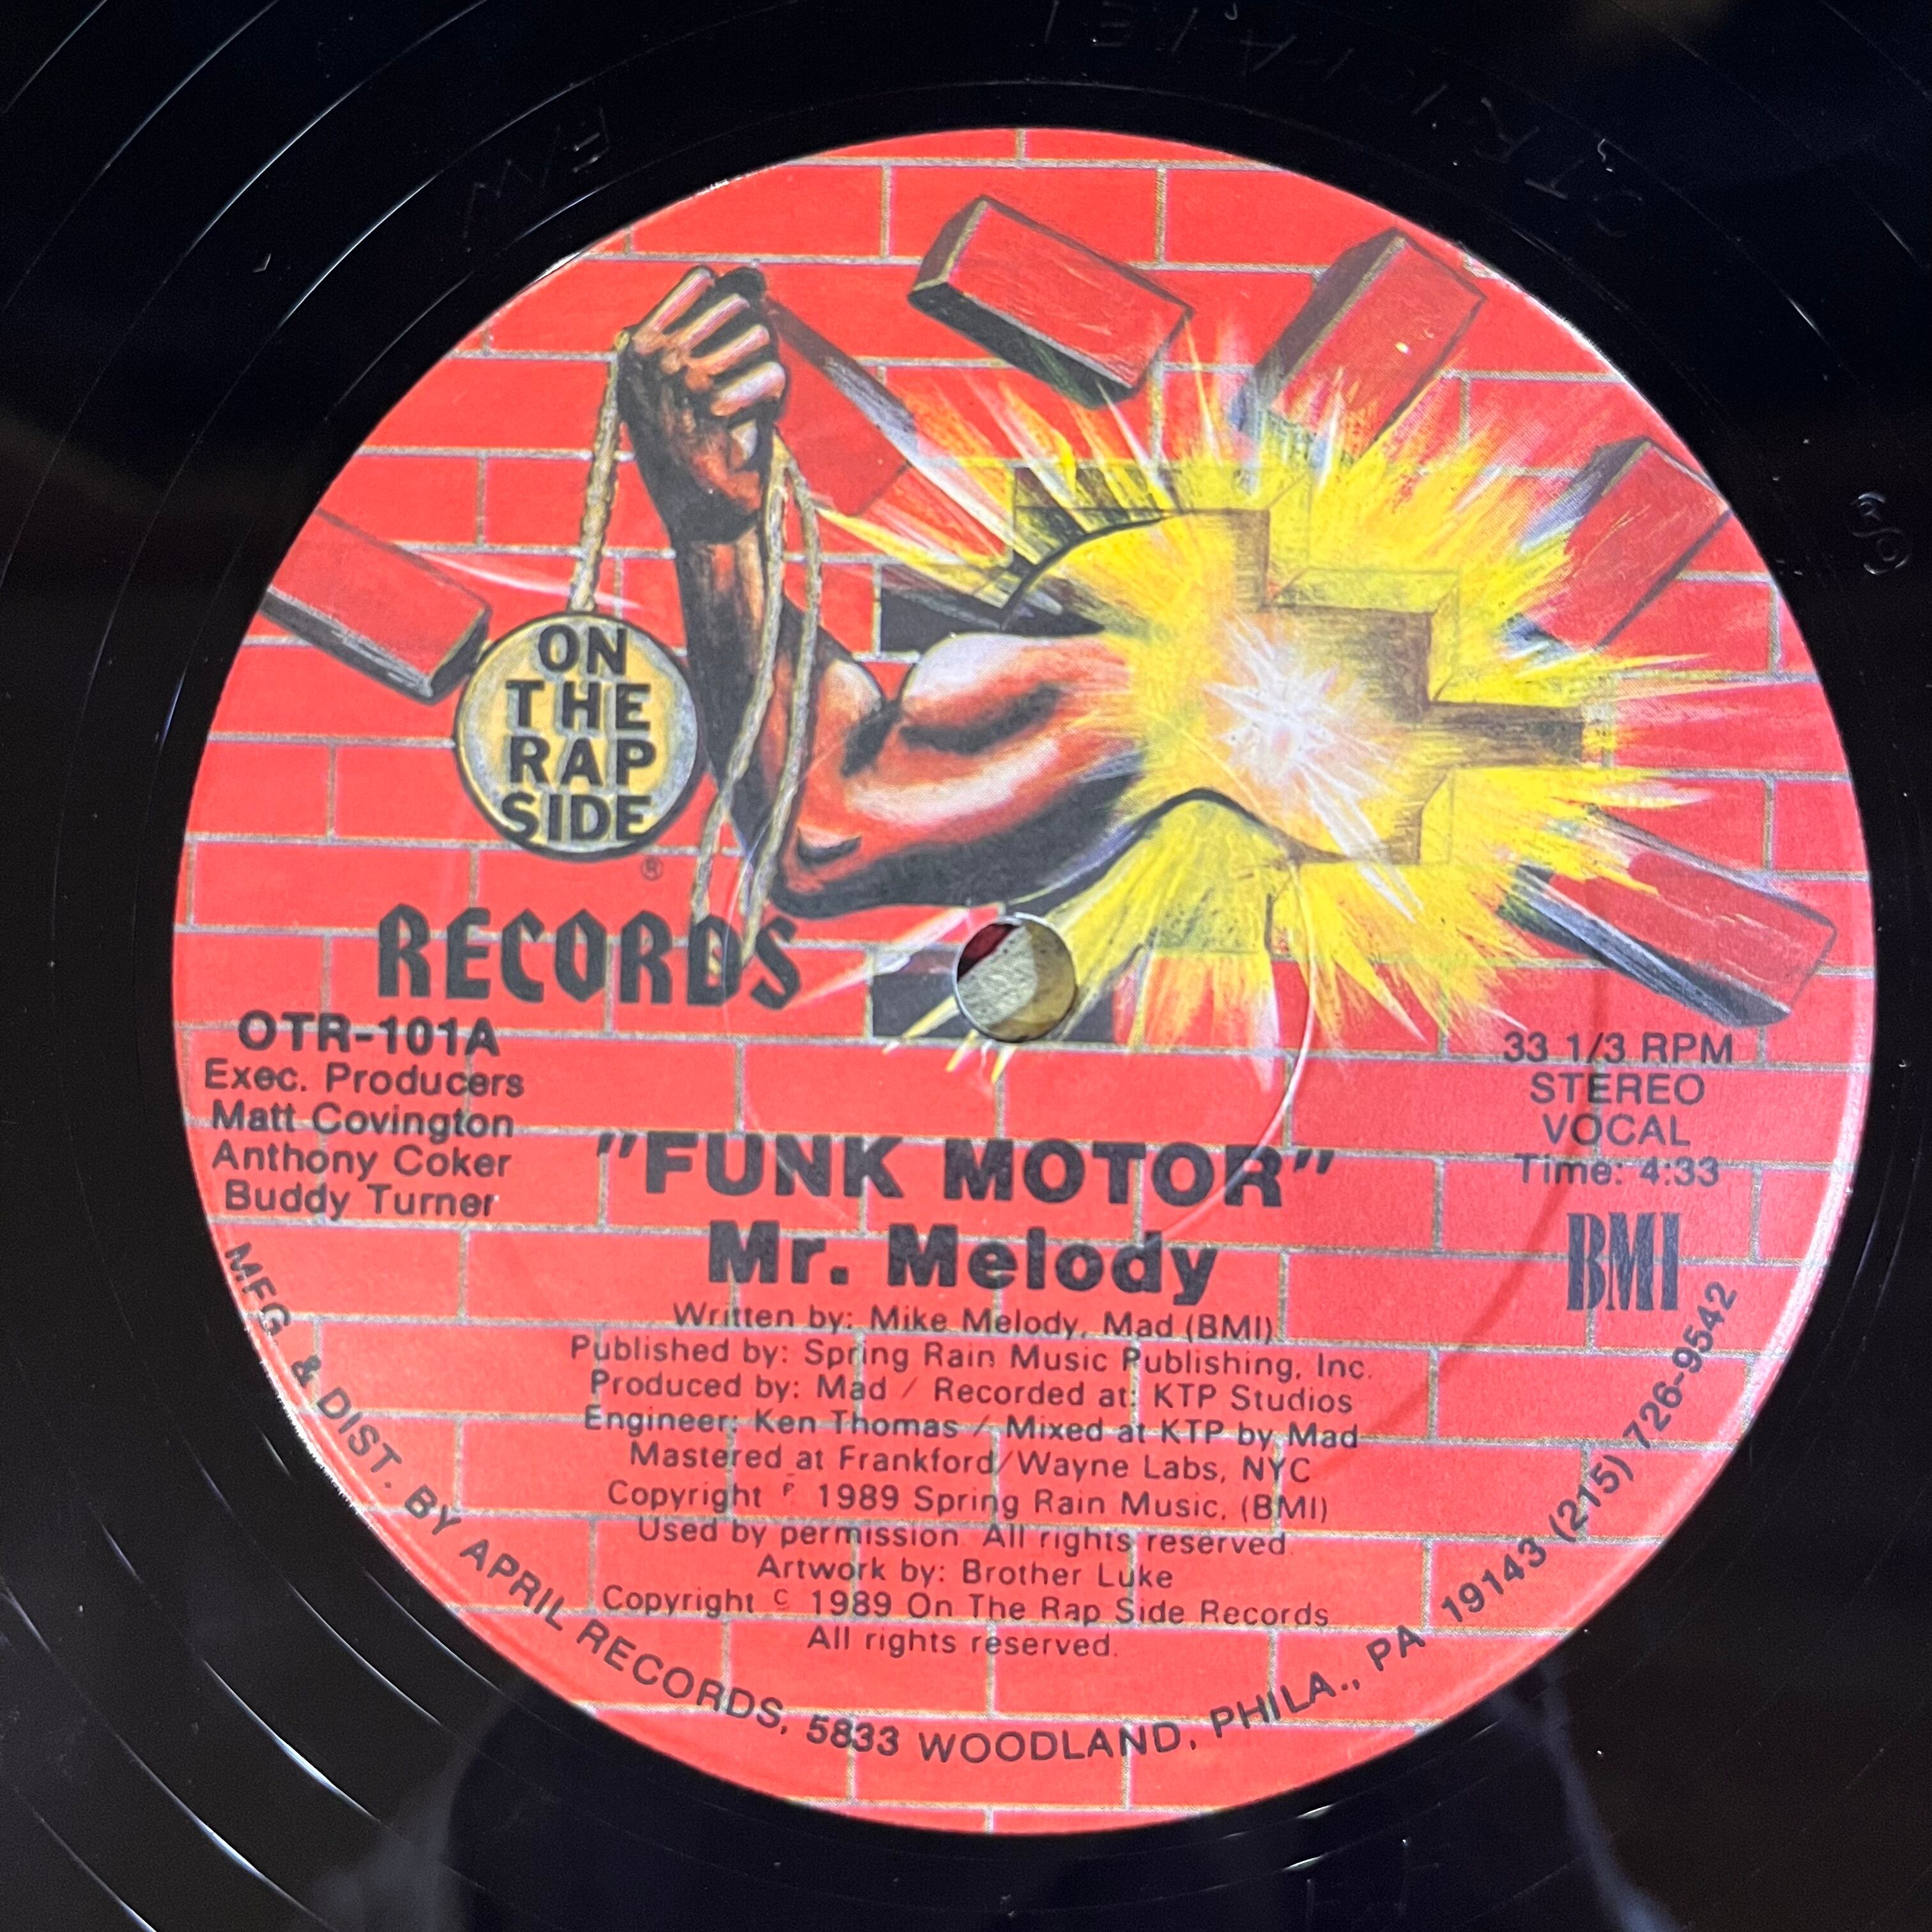 ON
THE
RAP
SIDE
®
RECORDS
OTR-101A
Exec. Producers
Matt Covington
Anthony Coker
Buddy Turner
33 1/3 RPM
STEREO
VOCAL
Time: 4:33
BMI
"FUNK MOTOR"
Mr. Melody
Written by: Mike Melody, Mad (BMI)
Published by: Spring Rain Music Publishing, Inc.
Produced by: Mad / Recorded at: KTP Studios
Engineer: Ken Thomas / Mixed at KTP by Mad
Mastered at Frankford/Wayne Labs, NYC
Copyright P 1989 Spring Rain Music, (BMI)
Used by permission. All rights reserved.
Artwork by: Brother Luke
Copyright C 1989 On The Rap Side Records
All rights reserved.
MFG & DIST. BY APRIL RECORDS, 5833 WOODLAND, PHILA., PA 19143 (215) 726-9542